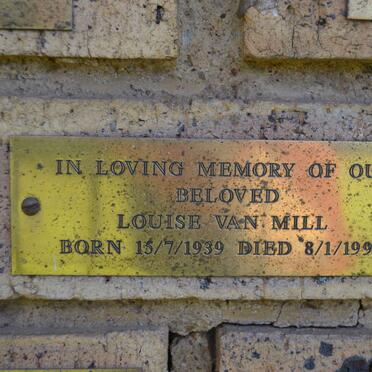 IN LOVING MEMORY OF OU
BELOVED
LOUISE VAN MILL
BORN 15/7/1939 DIED 8/1/199